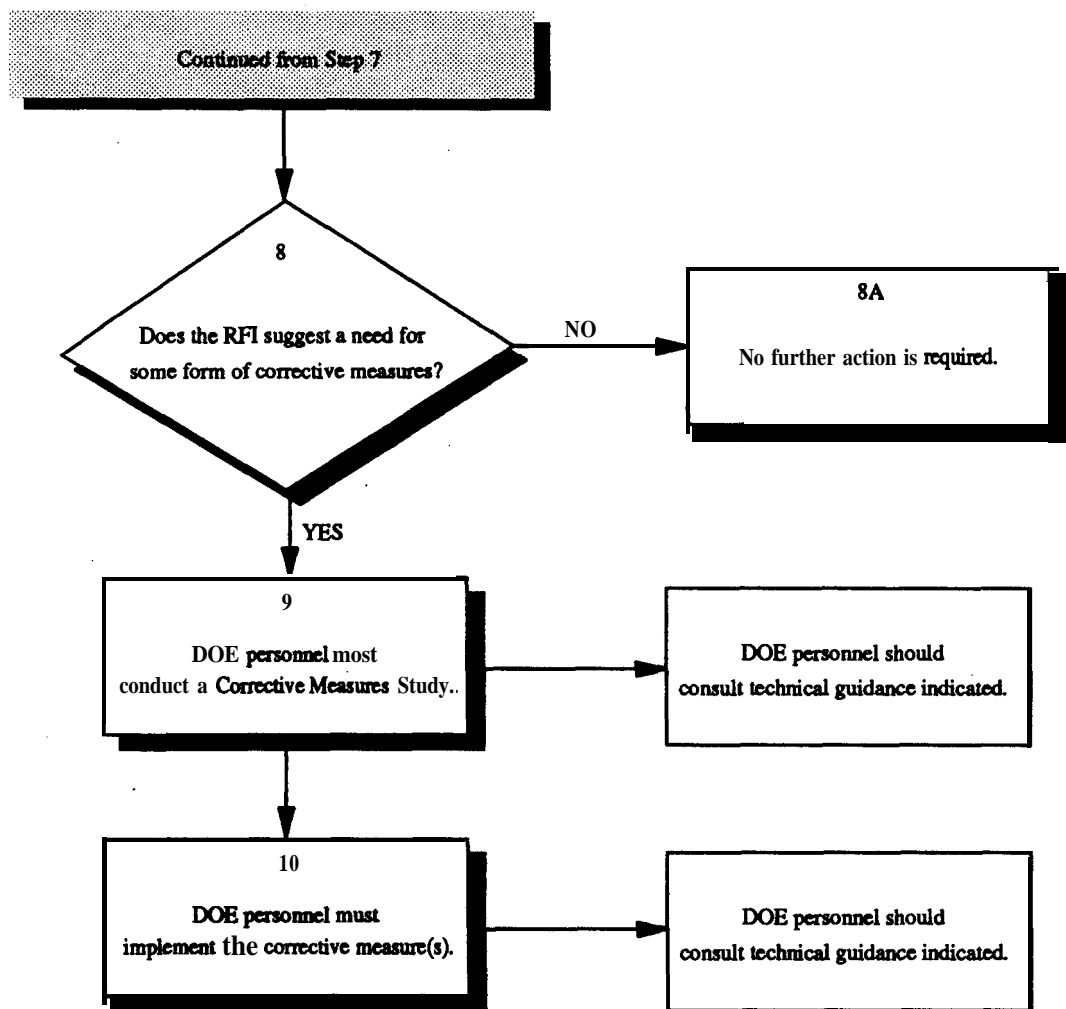 Continued from Step 7
8
Does the RFI suggest a need for
some form of corrective measures?
NO
8A
No further action is required.
YES
9
DOE personnel most
conduct a Corrective Measures Study..
DOE personnel should
consult technical guidance indicated.
10
DOE personnel must
implement the corrective measure(s).
DOE personnel should
consult technical guidance indicated.